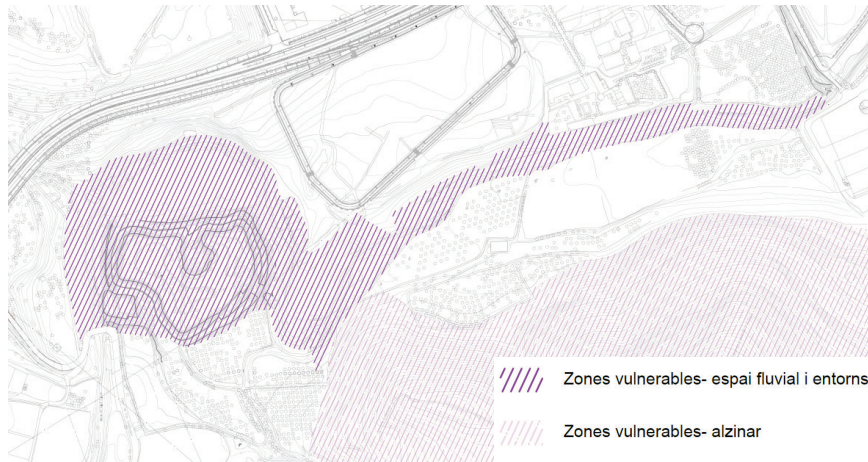 Zones vulnerables- espai fluvial i entorns
Zones vulnerables- alzinar